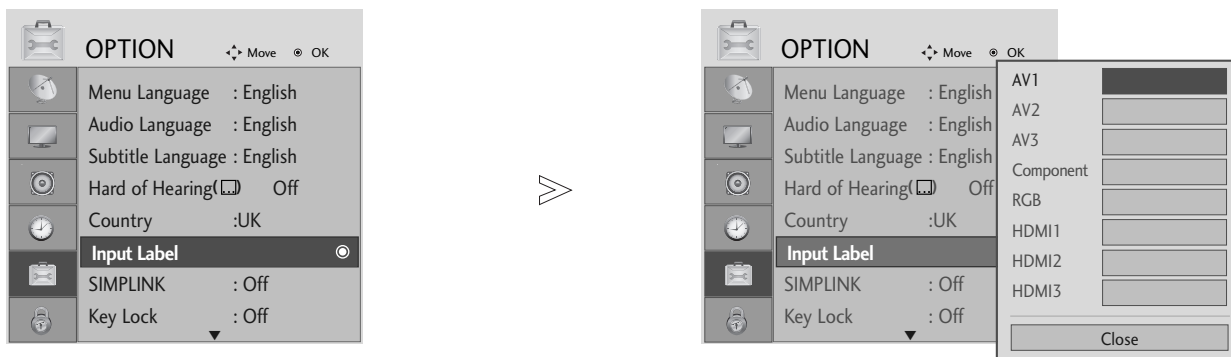 OPTION Move OK
Menu Language : English
Audio Language : English
Subtitle Language : English
Hard of Hearing( ) Off
Country :UK
Input Label
SIMPLINK : Off
Key Lock : Off
OPTION Move OK
Menu Language : English
Audio Language : English
Subtitle Language : English
Hard of Hearing( ) Off
Country :UK
Input Label
SIMPLINK : Off
Key Lock : Off
AV1
AV2
AV3
Component
RGB
HDMI1
HDMI2
HDMI3
Close